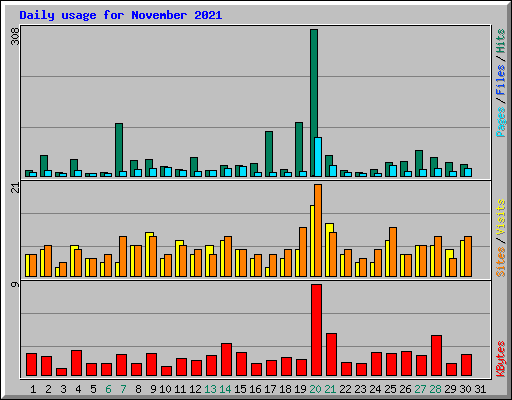 Daily usage for November 2021
308
21
9
Pages / Files / Hits
Sites / Visits
KBytes
1 2 3 4 5 6 7 8 9 10 11 12 13 14 15 16 17 18 19 20 21 22 23 24 25 26 27 28 29 30 31